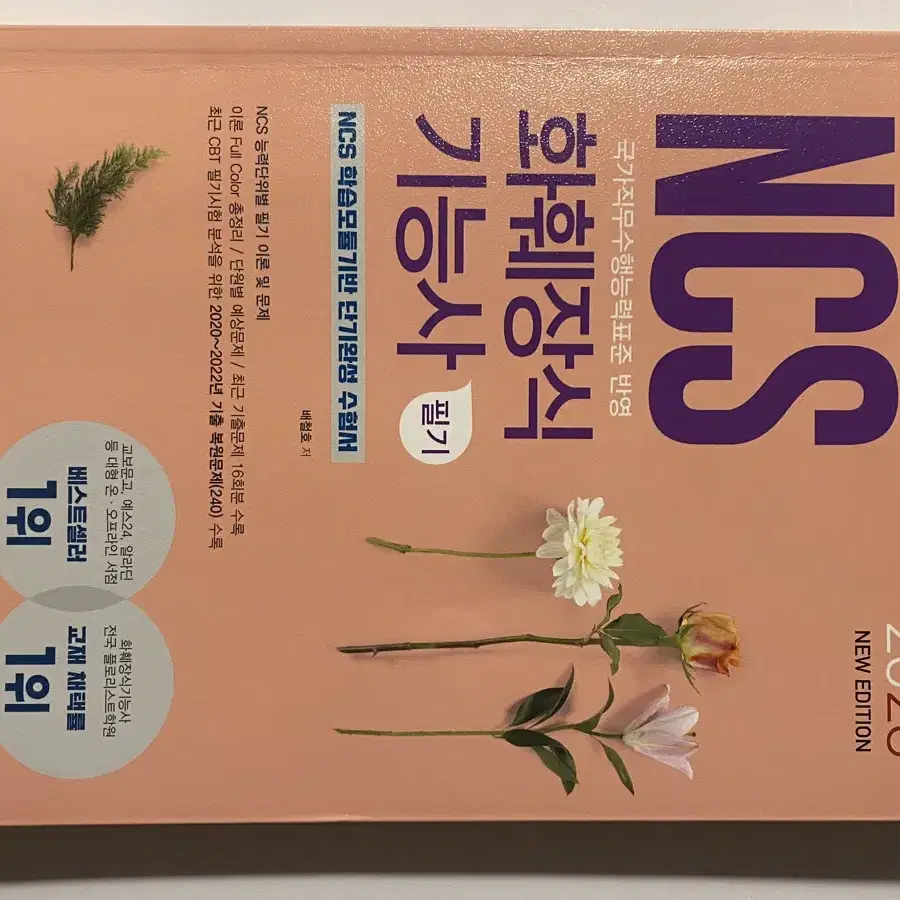 NEW EDITION
NCS
국가직무수행능력표준 반영
화훼장식
기능사
필기
NCS 학습모듈기반 단기완성 수험서
배혈호 저
NCS 능력단위별 필기 이론 및 문제
이론 Full Color 총정리 / 단원별 예상문제 / 최근 기출문제 16회분 수록
최근 CBT 필기시험 분석을 위한 2020~2022년 기출 복원문제(240) 수록
교보문고, 예스24, 알라딘
등 대형 온·오프라인 서점
베스트셀러
1위
화훼장식기능사
전국 플로리스트학원
교재 채택률
1위